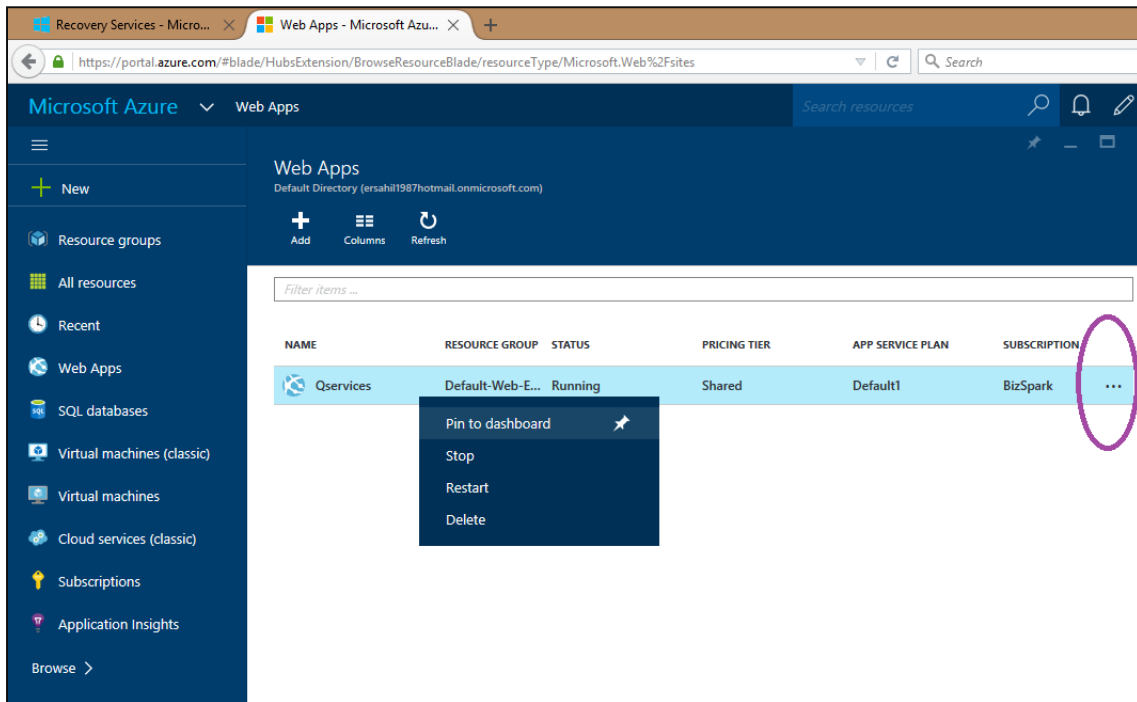 Recovery Services - Micro...
Web Apps - Microsoft Azu...
https://portal.azure.com/#blade/HubsExtension/BrowseResourceBlade/resourceType/Microsoft.Web%2Fsites
Search
Microsoft Azure
Web Apps
Search resources
New
Resource groups
All resources
Recent
Web Apps
SQL databases
Virtual machines (classic)
Virtual machines
Cloud services (classic)
Subscriptions
Application Insights
Browse >
Web Apps
Default Directory (ersahil1987hotmail.onmicrosoft.com)
Add Columns Refresh
Filter items ...
NAME RESOURCE GROUP STATUS PRICING TIER APP SERVICE PLAN SUBSCRIPTION
Qservices Default-Web-E... Running Shared Default1 BizSpark ...
Pin to dashboard
Stop
Restart
Delete